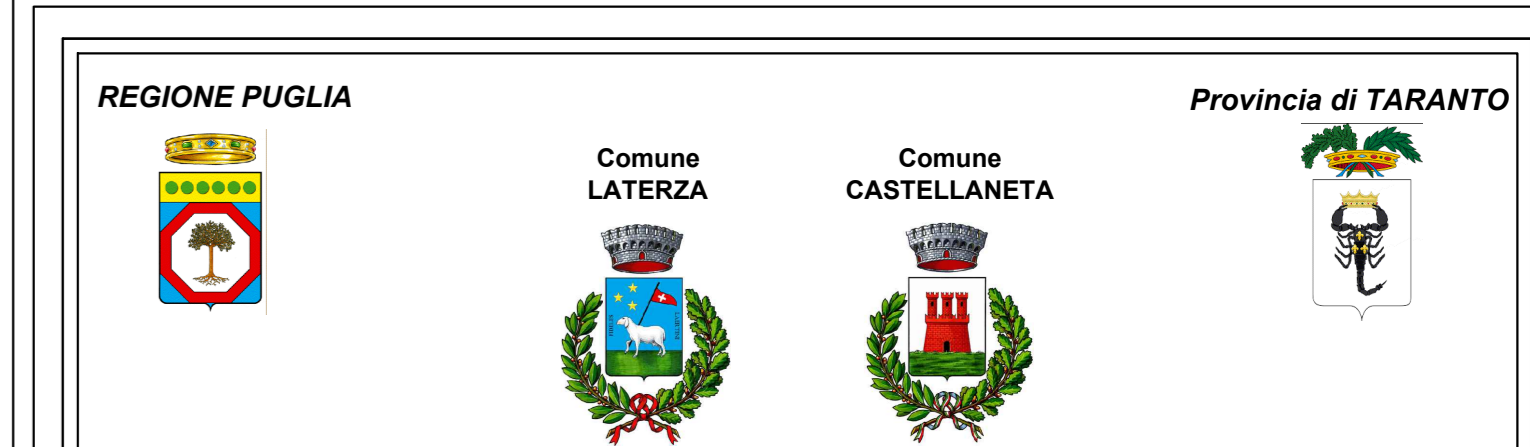 REGIONE PUGLIA
Provincia di TARANTO
Comune
LATERZA
Comune
CASTELLANETA